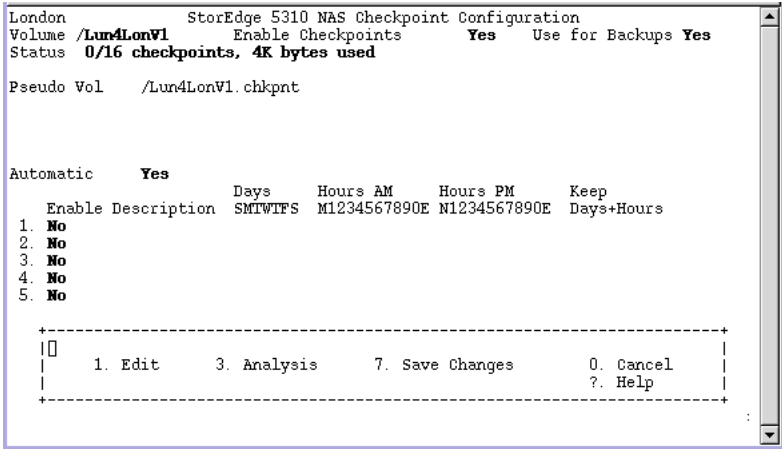 London                StorEdge 5310 NAS Checkpoint Configuration
Volume /Lun4LonV1       Enable Checkpoints       Yes    Use for Backups Yes
Status  0/16 checkpoints, 4K bytes used
Pseudo Vol    /Lun4LonV1.chkpnt
Automatic     Yes
Days     Hours AM     Hours PM     Keep
Enable Description  SMTWTFS  M1234567890E N1234567890E  Days+Hours
1. No
2. No
3. No
4. No
5. No
+------------------------------------------------------------------------+
|                                                                        |
|     1. Edit      3. Analysis      7. Save Changes        0. Cancel     |
|                                                          ?. Help       |
+------------------------------------------------------------------------+
: